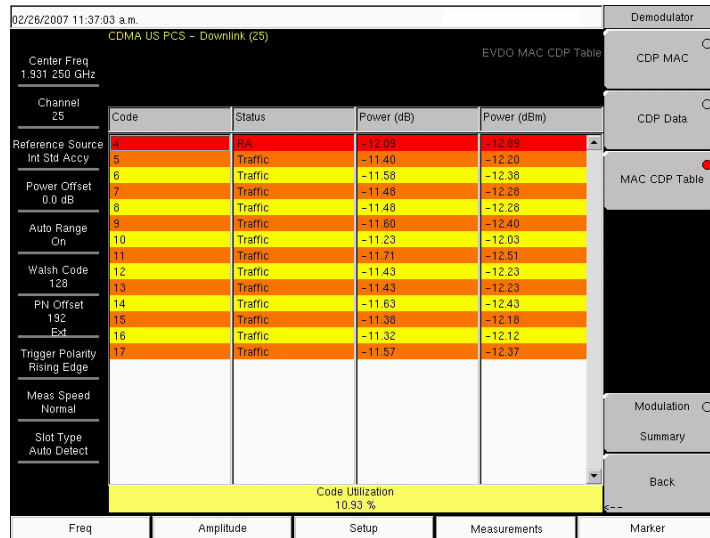 02/26/2007 11:37:03 a.m.
Demodulator
CDMA US PCS - Downlink (25)
EVDO MAC CDP Table
Center Freq
1.931 250 GHz
Channel
25
Reference Source
Int Std Accy
Power Offset
0.0 dB
Auto Range
On
Walsh Code
128
PN Offset
192
Ext
Trigger Polarity
Rising Edge
Meas Speed
Normal
Slot Type
Auto Detect
Code Status Power (dB) Power (dBm)
4 RA -12.09 -12.89
5 Traffic -11.40 -12.20
6 Traffic -11.58 -12.38
7 Traffic -11.48 -12.28
8 Traffic -11.48 -12.28
9 Traffic -11.60 -12.40
10 Traffic -11.23 -12.03
11 Traffic -11.71 -12.51
12 Traffic -11.43 -12.23
13 Traffic -11.43 -12.23
14 Traffic -11.63 -12.43
15 Traffic -11.38 -12.18
16 Traffic -11.32 -12.12
17 Traffic -11.57 -12.37
Code Utilization
10.93 %
CDP MAC
CDP Data
MAC CDP Table
Modulation
Summary
Back
<--
Freq Amplitude Setup Measurements Marker